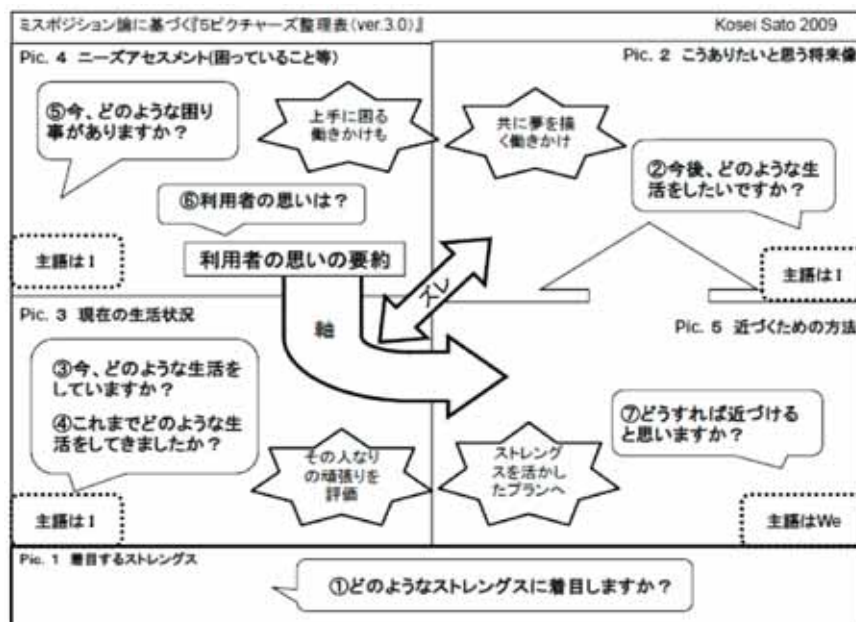 ミスポジション論に基づく『5ピクチャーズ整理表（ver.3.0）』
Kosei Sato 2009
Pic. 4 ニーズアセスメント(困っていること等)
⑤今、どのような困り
事がありますか？
上手に困る
働きかけも
⑥利用者の思いは？
利用者の思いの要約
主語は I
Pic. 2 こうありたいと思う将来像
共に夢を描
く働きかけ
②今後、どのような生
活をしたいですか？
主語は I
ズレ
Pic. 3 現在の生活状況
軸
③今、どのような生活を
していますか？
④これまでどのような生
活をしてきましたか？
その人なり
の頑張りを
評価
主語は I
Pic. 5 近づくための方法
⑦どうすれば近づける
と思いますか？
ストレング
スを活かし
たプランへ
主語はWe
Pic. 1 着目するストレングス
①どのようなストレングスに着目しますか？